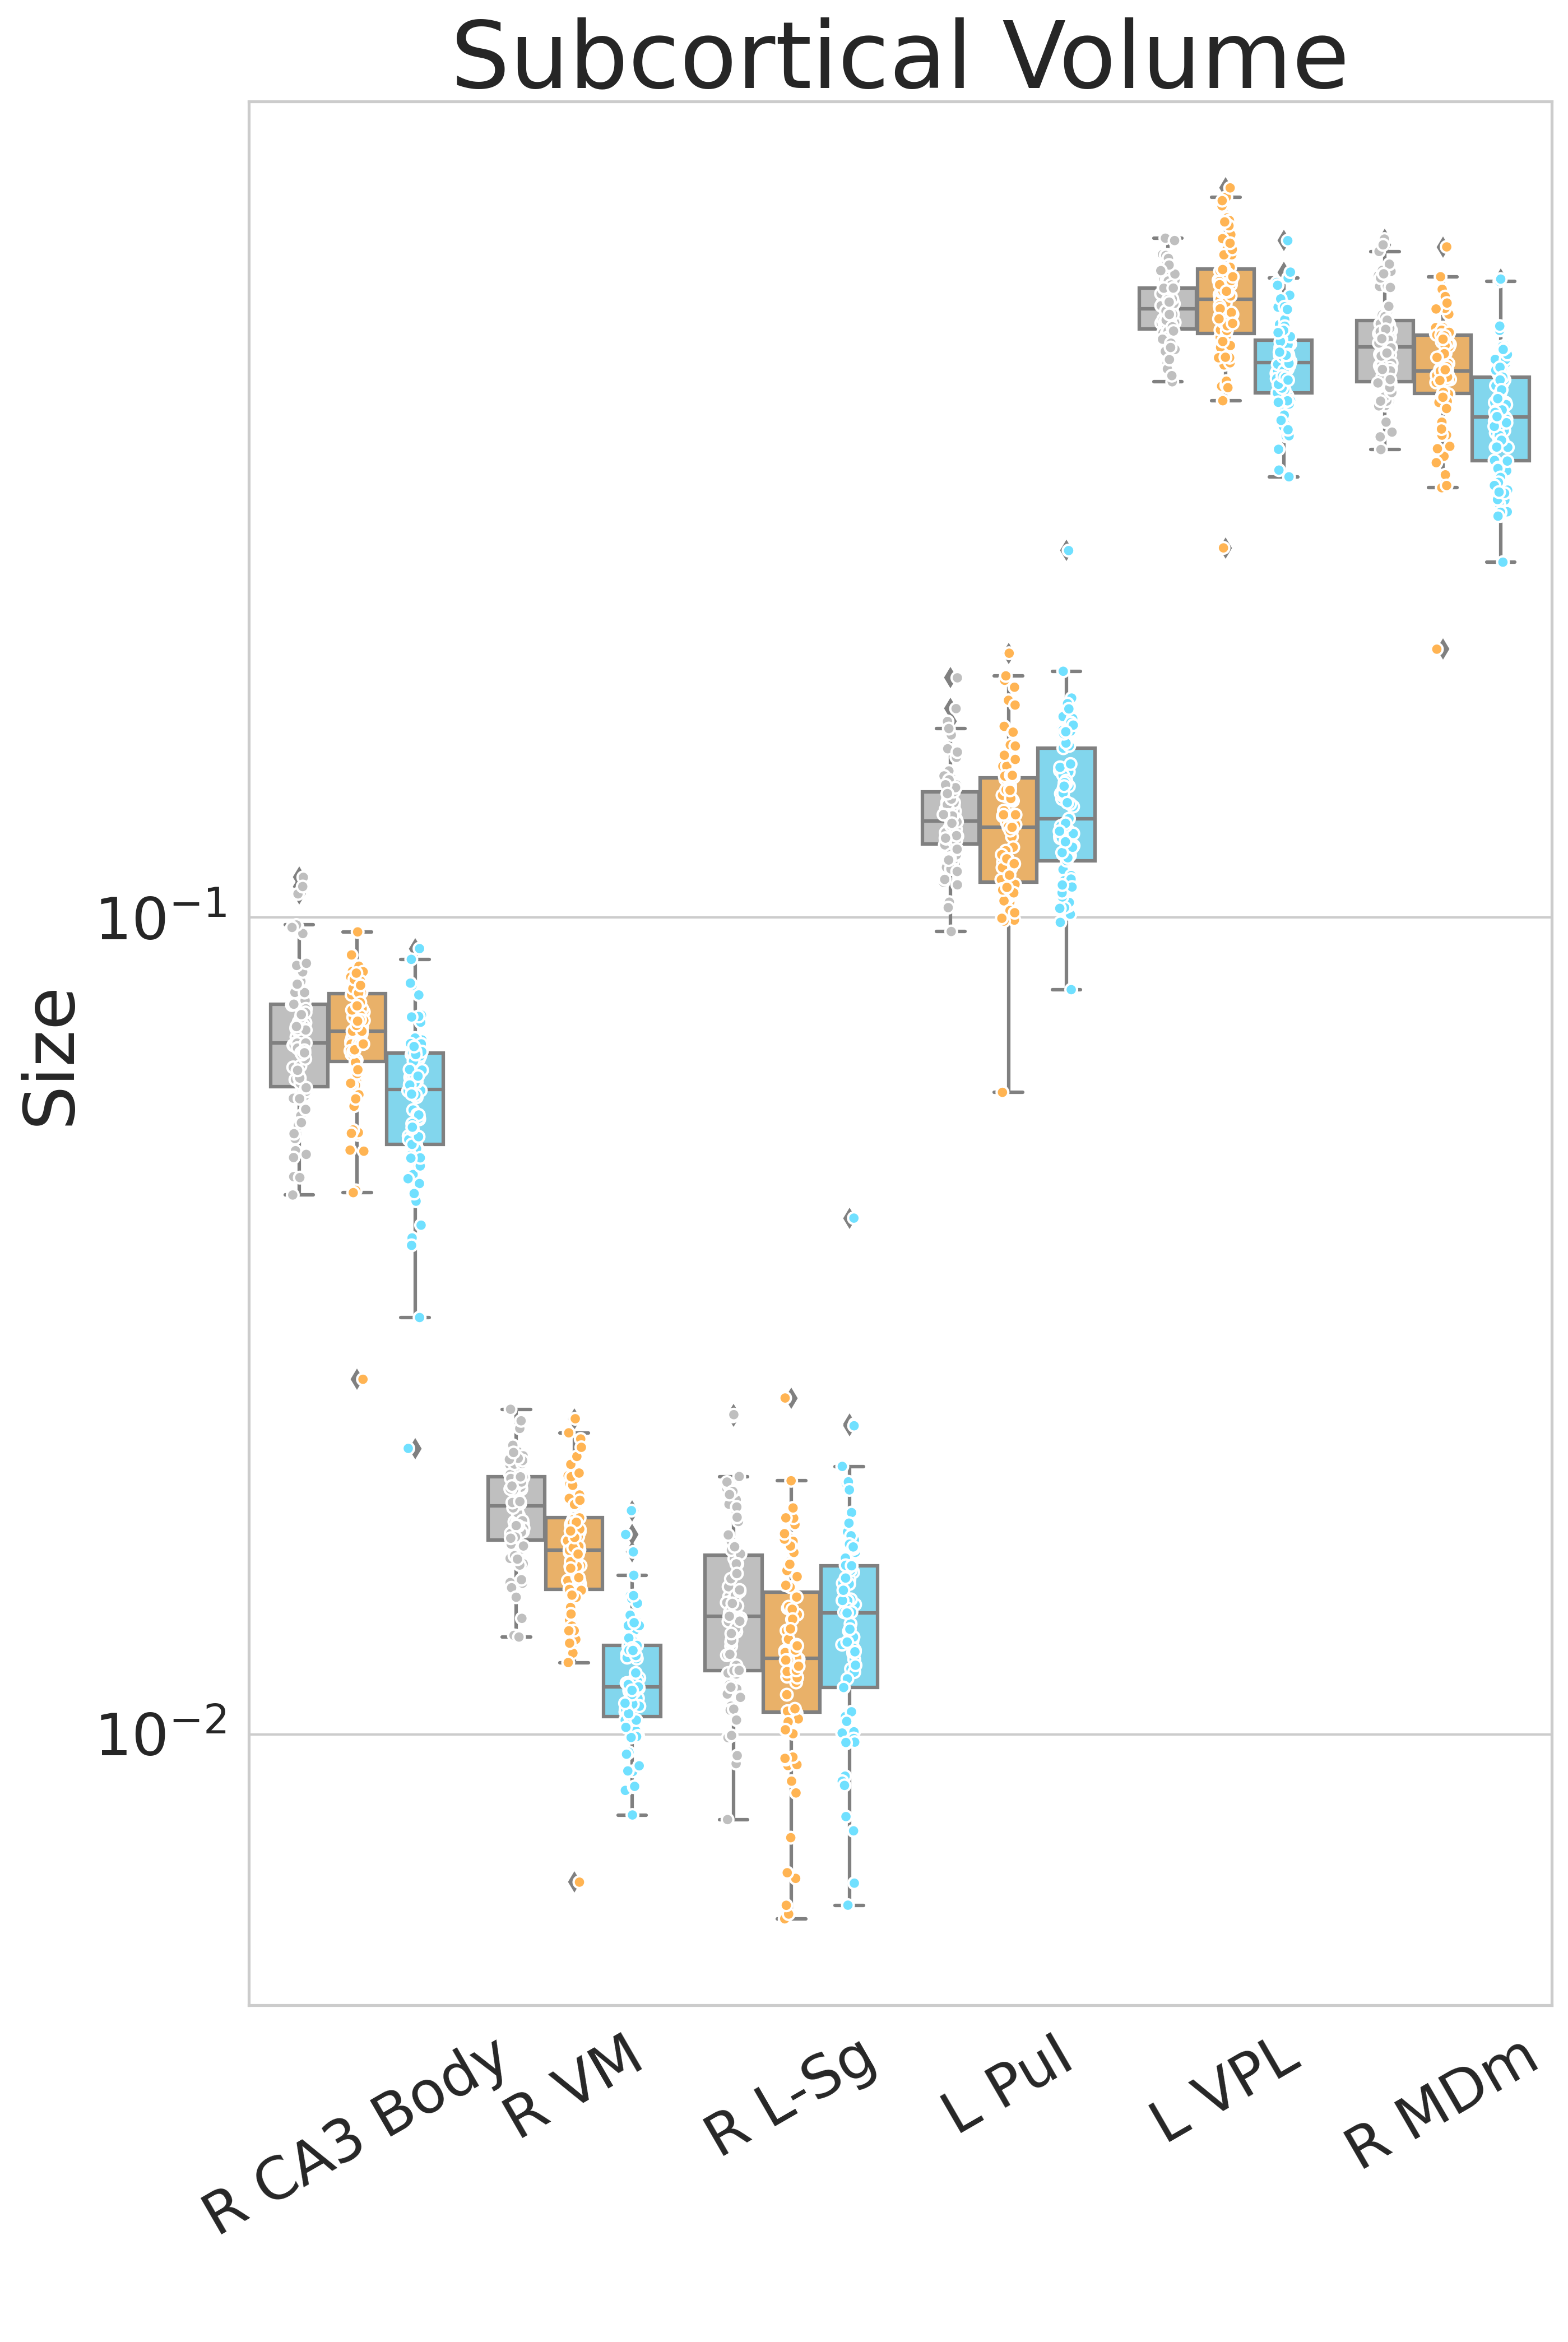 Subcortical Volume
Size
10⁻¹
10⁻²
R CA3 Body
R VM
R L-Sg
L Pul
L VPL
R MDm